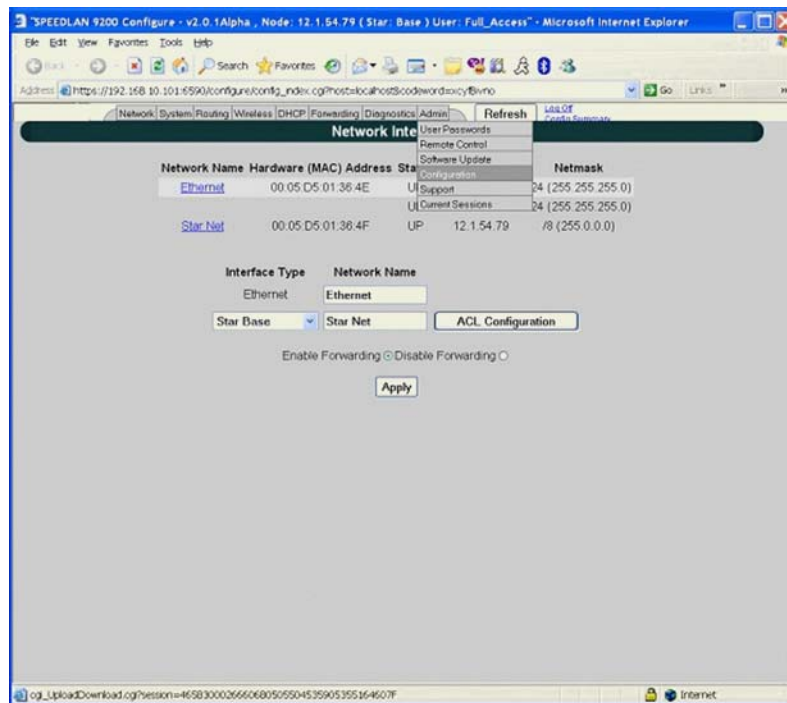 "SPEEDLAN 9200 Configure - v2.0.1Alpha , Node: 12.1.54.79 ( Star: Base ) User: Full_Access" - Microsoft Internet Explorer
File Edit View Favorites Tools Help
Back Search Favorites
Address https://192.168.10.101:6590/configure/config_index.cgi?host=localhost&codeword= Go Links
Network System Routing Wireless DHCP Forwarding Diagnostics Admin Refresh Log Off
Config Summary
Network Inte
User Passwords
Remote Control
Software Update
Configuration
Support
Current Sessions
Network Name Hardware (MAC) Address Sta Netmask
Ethernet 00:05:D5:01:36:4E U 24 (255.255.255.0)
U 24 (255.255.255.0)
Star Net 00:05:D5:01:36:4F UP 12.1.54.79 /8 (255.0.0.0)
Interface Type Network Name
Ethernet Ethernet
Star Base Star Net ACL Configuration
Enable Forwarding Disable Forwarding
Apply
Internet